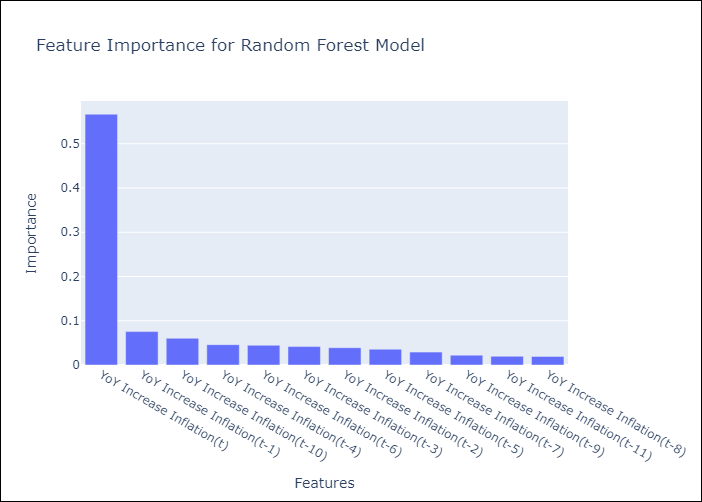 Feature Importance for Random Forest Model
Importance
0.5
0.4
0.3
0.2
0.1
0
YoY Increase Inflation(t)
YoY Increase Inflation(t-1)
YoY Increase Inflation(t-10)
YoY Increase Inflation(t-4)
YoY Increase Inflation(t-6)
YoY Increase Inflation(t-3)
YoY Increase Inflation(t-2)
YoY Increase Inflation(t-5)
YoY Increase Inflation(t-7)
YoY Increase Inflation(t-9)
YoY Increase Inflation(t-11)
YoY Increase Inflation(t-8)
Features